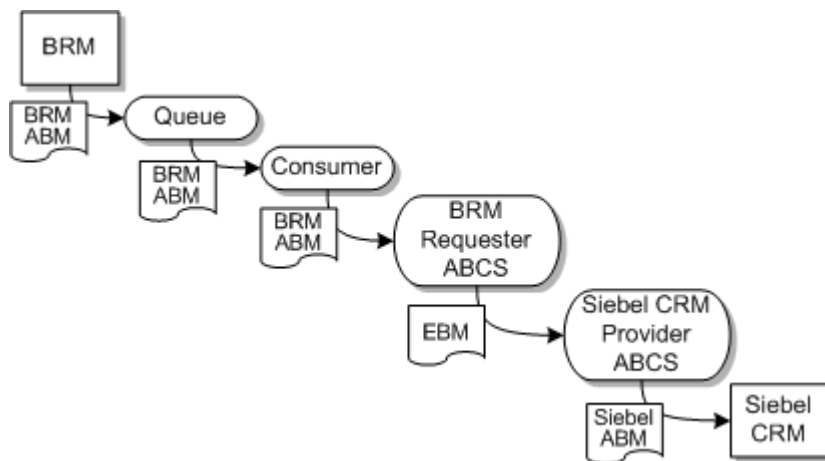 BRM
BRM
ABM
Queue
BRM
ABM
Consumer
BRM
ABM
BRM
Requester
ABCS
EBM
Siebel CRM
Provider
ABCS
Siebel
ABM
Siebel
CRM